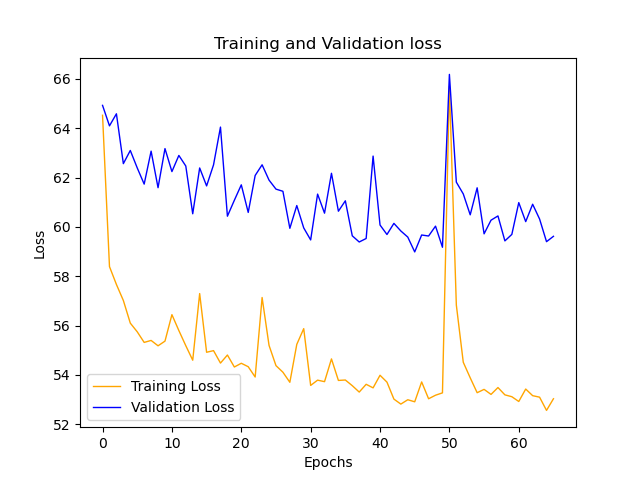 Training and Validation loss
66
64
62
60
58
56
54
52
Loss
Training Loss
Validation Loss
0 10 20 30 40 50 60
Epochs